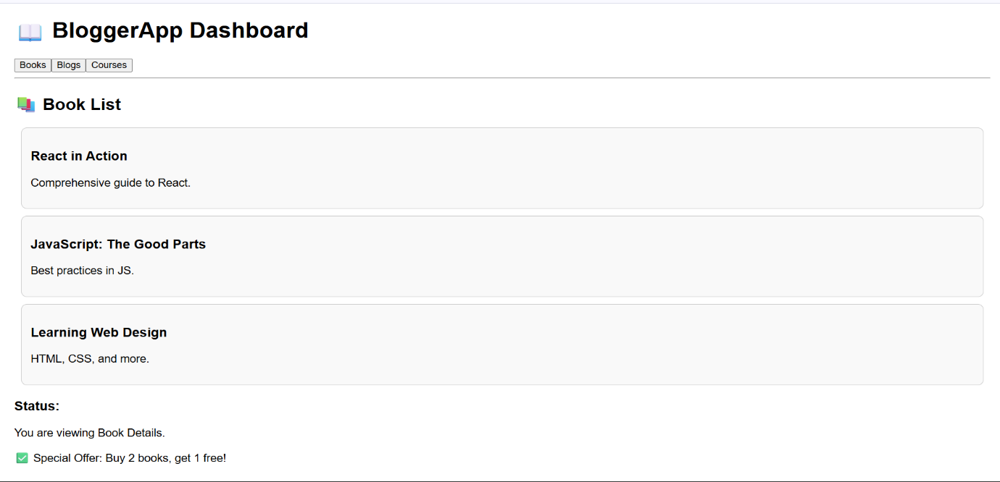 BloggerApp Dashboard
Books Blogs Courses
Book List
React in Action
Comprehensive guide to React.
JavaScript: The Good Parts
Best practices in JS.
Learning Web Design
HTML, CSS, and more.
Status:
You are viewing Book Details.
✅ Special Offer: Buy 2 books, get 1 free!